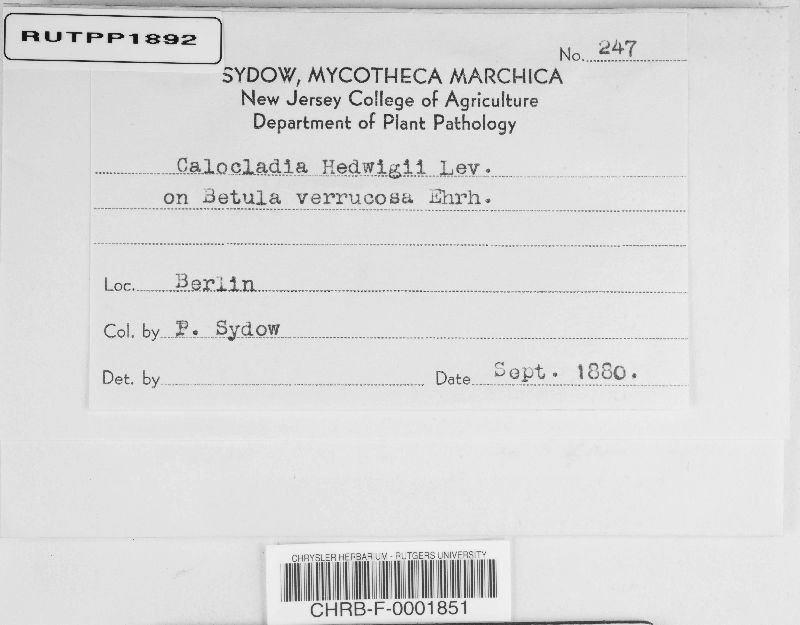 RUTPP1892
No. 247
SYDOW, MYCOTHECA MARCHICA
New Jersey College of Agriculture
Department of Plant Pathology
Calocladia Hedwigii Lev.
on Betula verrucosa Ehrh.
Loc. Berlin
Col. by P. Sydow
Det. by
Date Sept. 1880.
CHRYSLER HERBARIUM - RUTGERS UNIVERSITY
CHRB-F-0001851